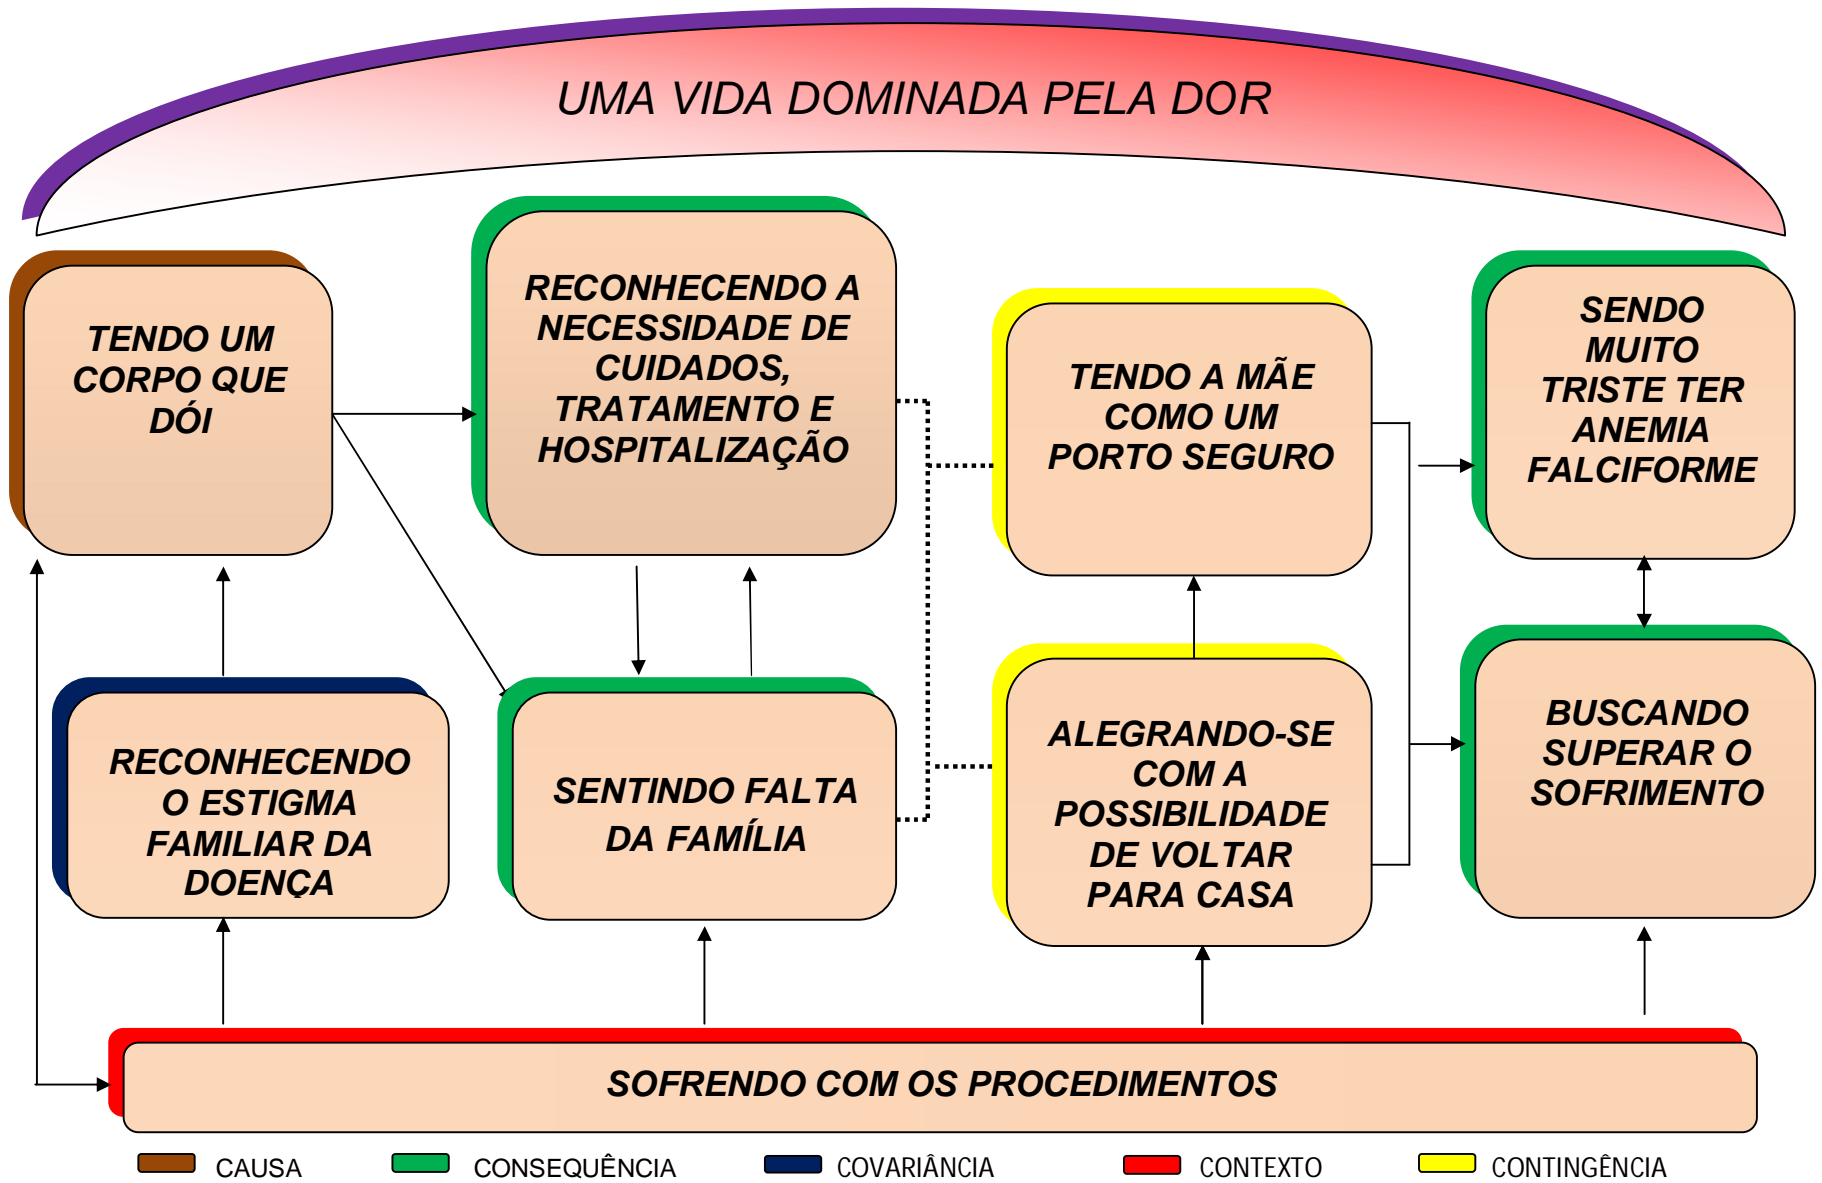 UMA VIDA DOMINADA PELA DOR
TENDO UM
CORPO QUE
DÓI
RECONHECENDO A
NECESSIDADE DE
CUIDADOS,
TRATAMENTO E
HOSPITALIZAÇÃO
TENDO A MÃE
COMO UM
PORTO SEGURO
SENDO
MUITO
TRISTE TER
ANEMIA
FALCIFORME
RECONHECENDO
O ESTIGMA
FAMILIAR DA
DOENÇA
SENTINDO FALTA
DA FAMÍLIA
ALEGRANDO-SE
COM A
POSSIBILIDADE
DE VOLTAR
PARA CASA
BUSCANDO
SUPERAR O
SOFRIMENTO
SOFRENDO COM OS PROCEDIMENTOS
CAUSA
CONSEQUÊNCIA
COVARIÂNCIA
CONTEXTO
CONTINGÊNCIA